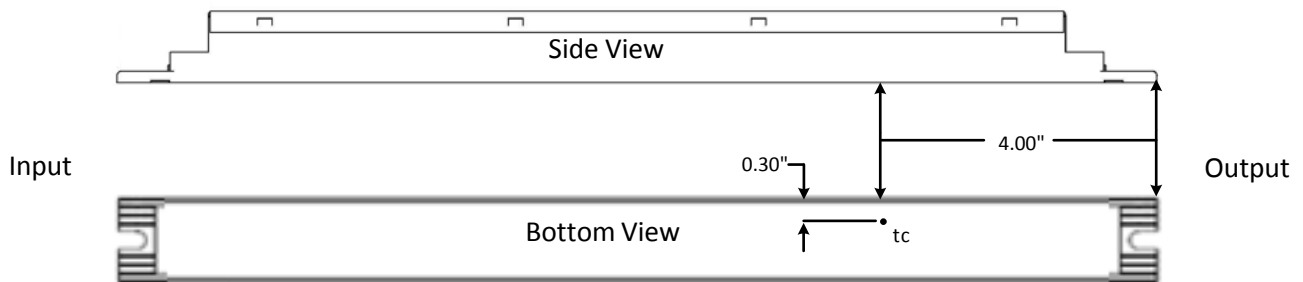 Side View
4.00"
Input
0.30"
Output
Bottom View
tc